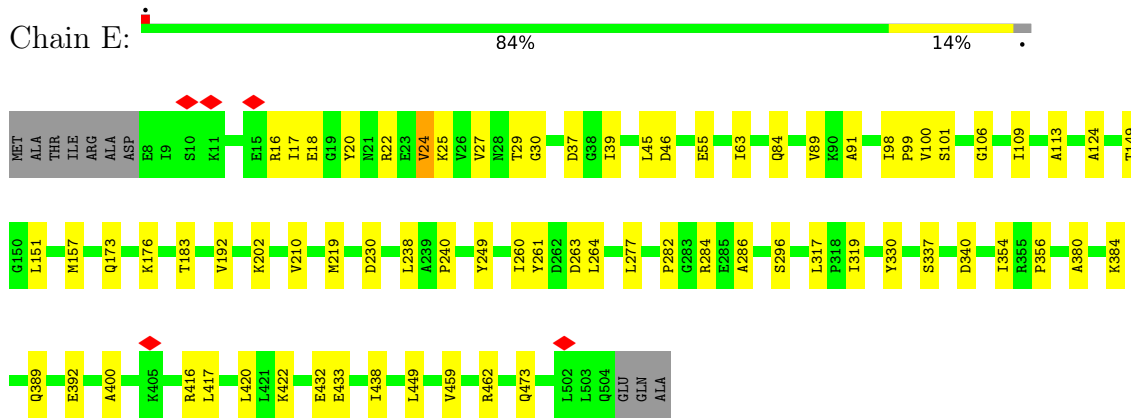 Chain E:
84% 14%
MET ALA THR ILE ARG ALA ASP E8 I9 S10 K11 E15 R16 I17 E18 G19 Y20 N21 R22 E23 V24 K25 V26 V27 N28 T29 G30 D37 G38 I39 L45 D46 E55 I63 Q84 V89 K90 A91 I98 P99 V100 S101 G106 I109 A113 A124 T149
G150 L151 M157 Q173 K176 T183 V192 K202 V210 M219 D230 L238 A239 P240 Y249 I260 Y261 D262 D263 L264 L277 P282 G283 R284 E285 A286 S296 L317 P318 I319 Y330 S337 D340 I354 R355 P356 A380 K384
Q389 E392 A400 K405 R416 L417 L420 L421 K422 E432 E433 I438 L449 V459 R462 Q473 L502 L503 Q504 GLU GLN ALA